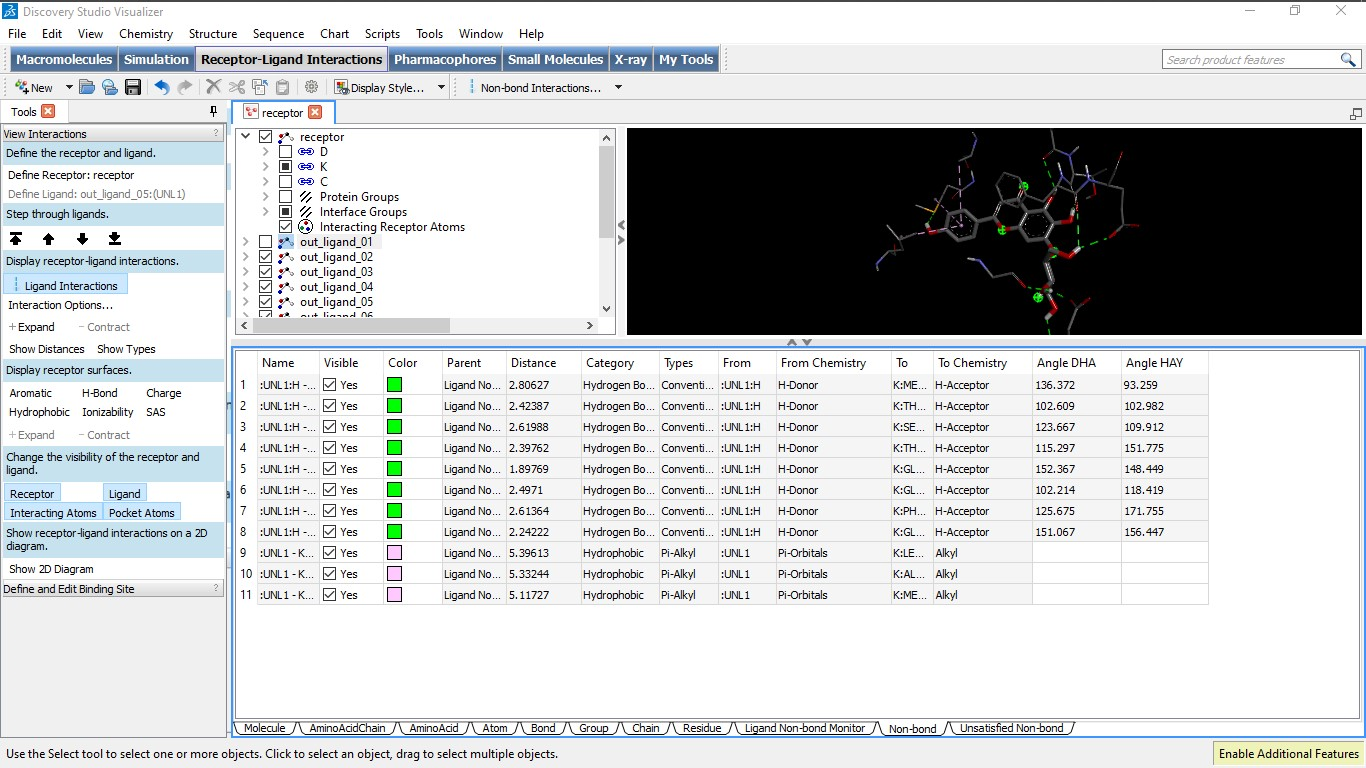 Discovery Studio Visualizer
File Edit View Chemistry Structure Sequence Chart Scripts Tools Window Help
Macromolecules Simulation Receptor-Ligand Interactions Pharmacophores Small Molecules X-ray My Tools
Search product features
New Display Style... Non-bond Interactions...
Tools
View Interactions ?
Define the receptor and ligand.
Define Receptor: receptor
Define Ligand: out_ligand_05:(UNL1)
Step through ligands.
Display receptor-ligand interactions.
Ligand Interactions
Interaction Options...
+Expand − Contract
Show Distances Show Types
Display receptor surfaces.
Aromatic H-Bond Charge
Hydrophobic Ionizability SAS
+Expand − Contract
Change the visibility of the receptor and
ligand.
Receptor Ligand
Interacting Atoms Pocket Atoms
Show receptor-ligand interactions on a 2D
diagram.
Show 2D Diagram
Define and Edit Binding Site ?
receptor
receptor
D
K
C
Protein Groups
Interface Groups
Interacting Receptor Atoms
out_ligand_01
out_ligand_02
out_ligand_03
out_ligand_04
out_ligand_05
out_ligand_06
Name Visible Color Parent Distance Category Types From From Chemistry To To Chemistry Angle DHA Angle HAY
1 :UNL1:H -... Yes Ligand No... 2.80627 Hydrogen Bo... Conventi... :UNL1:H H-Donor K:ME... H-Acceptor 136.372 93.259
2 :UNL1:H -... Yes Ligand No... 2.42387 Hydrogen Bo... Conventi... :UNL1:H H-Donor K:TH... H-Acceptor 102.609 102.982
3 :UNL1:H -... Yes Ligand No... 2.61988 Hydrogen Bo... Conventi... :UNL1:H H-Donor K:SE... H-Acceptor 123.667 109.912
4 :UNL1:H -... Yes Ligand No... 2.39762 Hydrogen Bo... Conventi... :UNL1:H H-Donor K:TH... H-Acceptor 115.297 151.775
5 :UNL1:H -... Yes Ligand No... 1.89769 Hydrogen Bo... Conventi... :UNL1:H H-Donor K:GL... H-Acceptor 152.367 148.449
6 :UNL1:H -... Yes Ligand No... 2.4971 Hydrogen Bo... Conventi... :UNL1:H H-Donor K:GL... H-Acceptor 102.214 118.419
7 :UNL1:H -... Yes Ligand No... 2.61364 Hydrogen Bo... Conventi... :UNL1:H H-Donor K:PH... H-Acceptor 125.675 171.755
8 :UNL1:H -... Yes Ligand No... 2.24222 Hydrogen Bo... Conventi... :UNL1:H H-Donor K:GL... H-Acceptor 151.067 156.447
9 :UNL1 - K... Yes Ligand No... 5.39613 Hydrophobic Pi-Alkyl :UNL1 Pi-Orbitals K:LE... Alkyl
10 :UNL1 - K... Yes Ligand No... 5.33244 Hydrophobic Pi-Alkyl :UNL1 Pi-Orbitals K:AL... Alkyl
11 :UNL1 - K... Yes Ligand No... 5.11727 Hydrophobic Pi-Alkyl :UNL1 Pi-Orbitals K:ME... Alkyl
Molecule AminoAcidChain AminoAcid Atom Bond Group Chain Residue Ligand Non-bond Monitor Non-bond Unsatisfied Non-bond
Use the Select tool to select one or more objects. Click to select an object, drag to select multiple objects.
Enable Additional Features